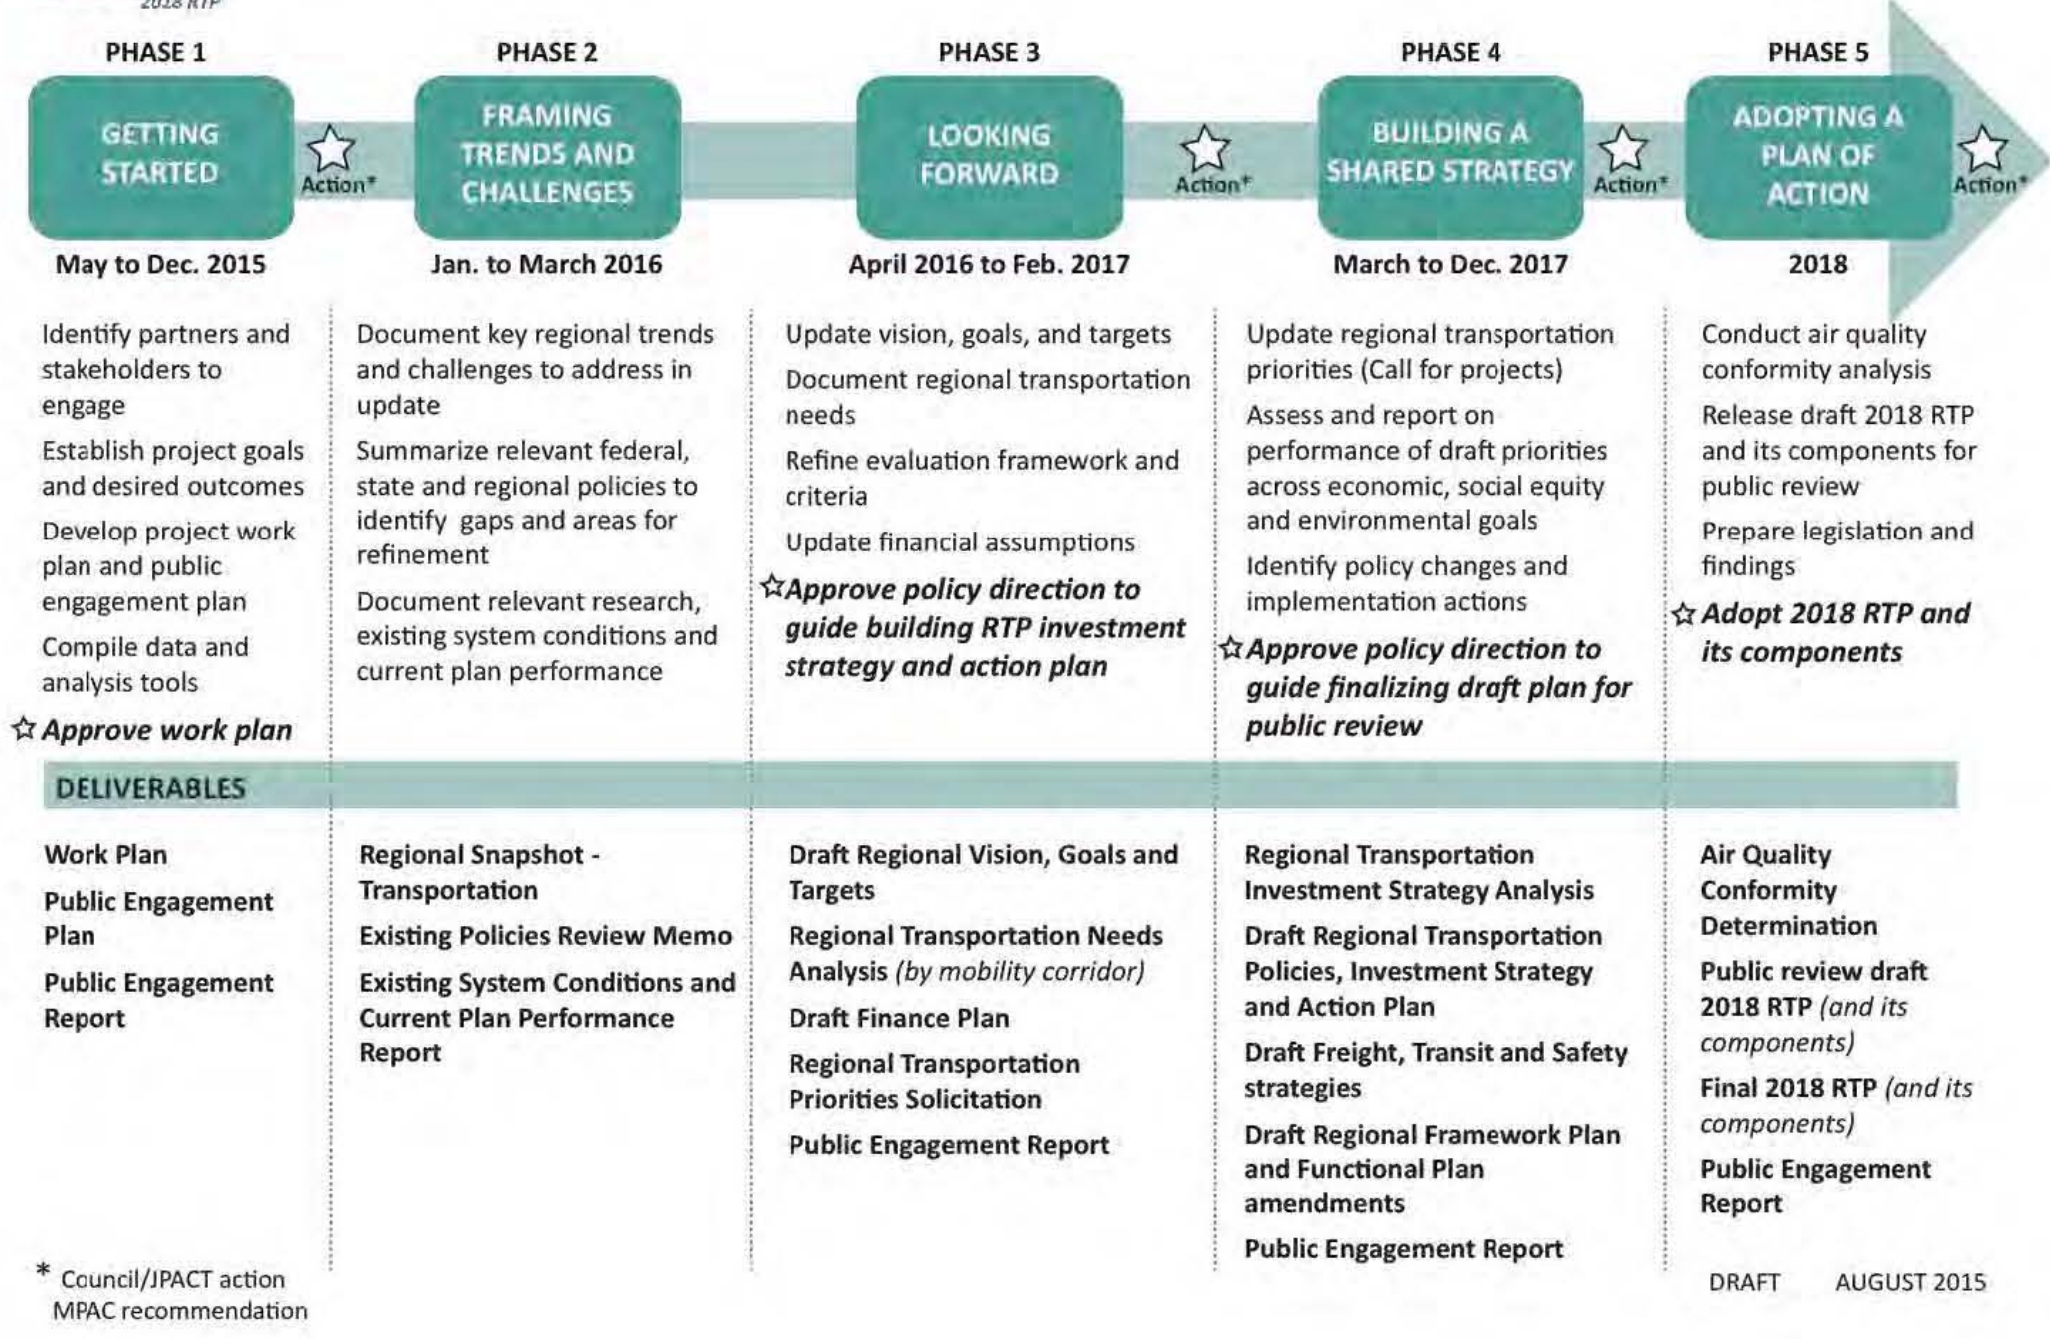 2018 RTP
PHASE 1
GETTING
STARTED
Action*
May to Dec. 2015
PHASE 2
FRAMING
TRENDS AND
CHALLENGES
Jan. to March 2016
PHASE 3
LOOKING
FORWARD
Action*
April 2016 to Feb. 2017
PHASE 4
BUILDING A
SHARED STRATEGY
Action*
March to Dec. 2017
PHASE 5
ADOPTING A
PLAN OF
ACTION
Action*
2018
Identify partners and
stakeholders to
engage
Establish project goals
and desired outcomes
Develop project work
plan and public
engagement plan
Compile data and
analysis tools
Approve work plan
Document key regional trends
and challenges to address in
update
Summarize relevant federal,
state and regional policies to
identify gaps and areas for
refinement
Document relevant research,
existing system conditions and
current plan performance
Update vision, goals, and targets
Document regional transportation
needs
Refine evaluation framework and
criteria
Update financial assumptions
Approve policy direction to
guide building RTP investment
strategy and action plan
Update regional transportation
priorities (Call for projects)
Assess and report on
performance of draft priorities
across economic, social equity
and environmental goals
Identify policy changes and
implementation actions
Approve policy direction to
guide finalizing draft plan for
public review
Conduct air quality
conformity analysis
Release draft 2018 RTP
and its components for
public review
Prepare legislation and
findings
Adopt 2018 RTP and
its components
DELIVERABLES
Work Plan
Public Engagement
Plan
Public Engagement
Report
Regional Snapshot -
Transportation
Existing Policies Review Memo
Existing System Conditions and
Current Plan Performance
Report
Draft Regional Vision, Goals and
Targets
Regional Transportation Needs
Analysis (by mobility corridor)
Draft Finance Plan
Regional Transportation
Priorities Solicitation
Public Engagement Report
Regional Transportation
Investment Strategy Analysis
Draft Regional Transportation
Policies, Investment Strategy
and Action Plan
Draft Freight, Transit and Safety
strategies
Draft Regional Framework Plan
and Functional Plan
amendments
Public Engagement Report
Air Quality
Conformity
Determination
Public review draft
2018 RTP (and its
components)
Final 2018 RTP (and its
components)
Public Engagement
Report
* Council/JPACT action
MPAC recommendation
DRAFT AUGUST 2015